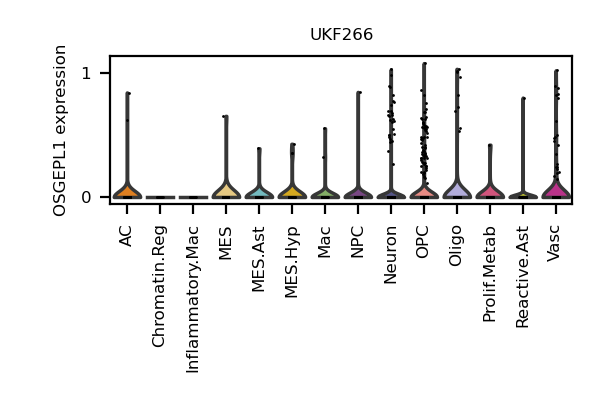 UKF266
OSGEPL1 expression
1
0
AC
Chromatin.Reg
Inflammatory.Mac
MES
MES.Ast
MES.Hyp
Mac
NPC
Neuron
OPC
Oligo
Prolif.Metab
Reactive.Ast
Vasc